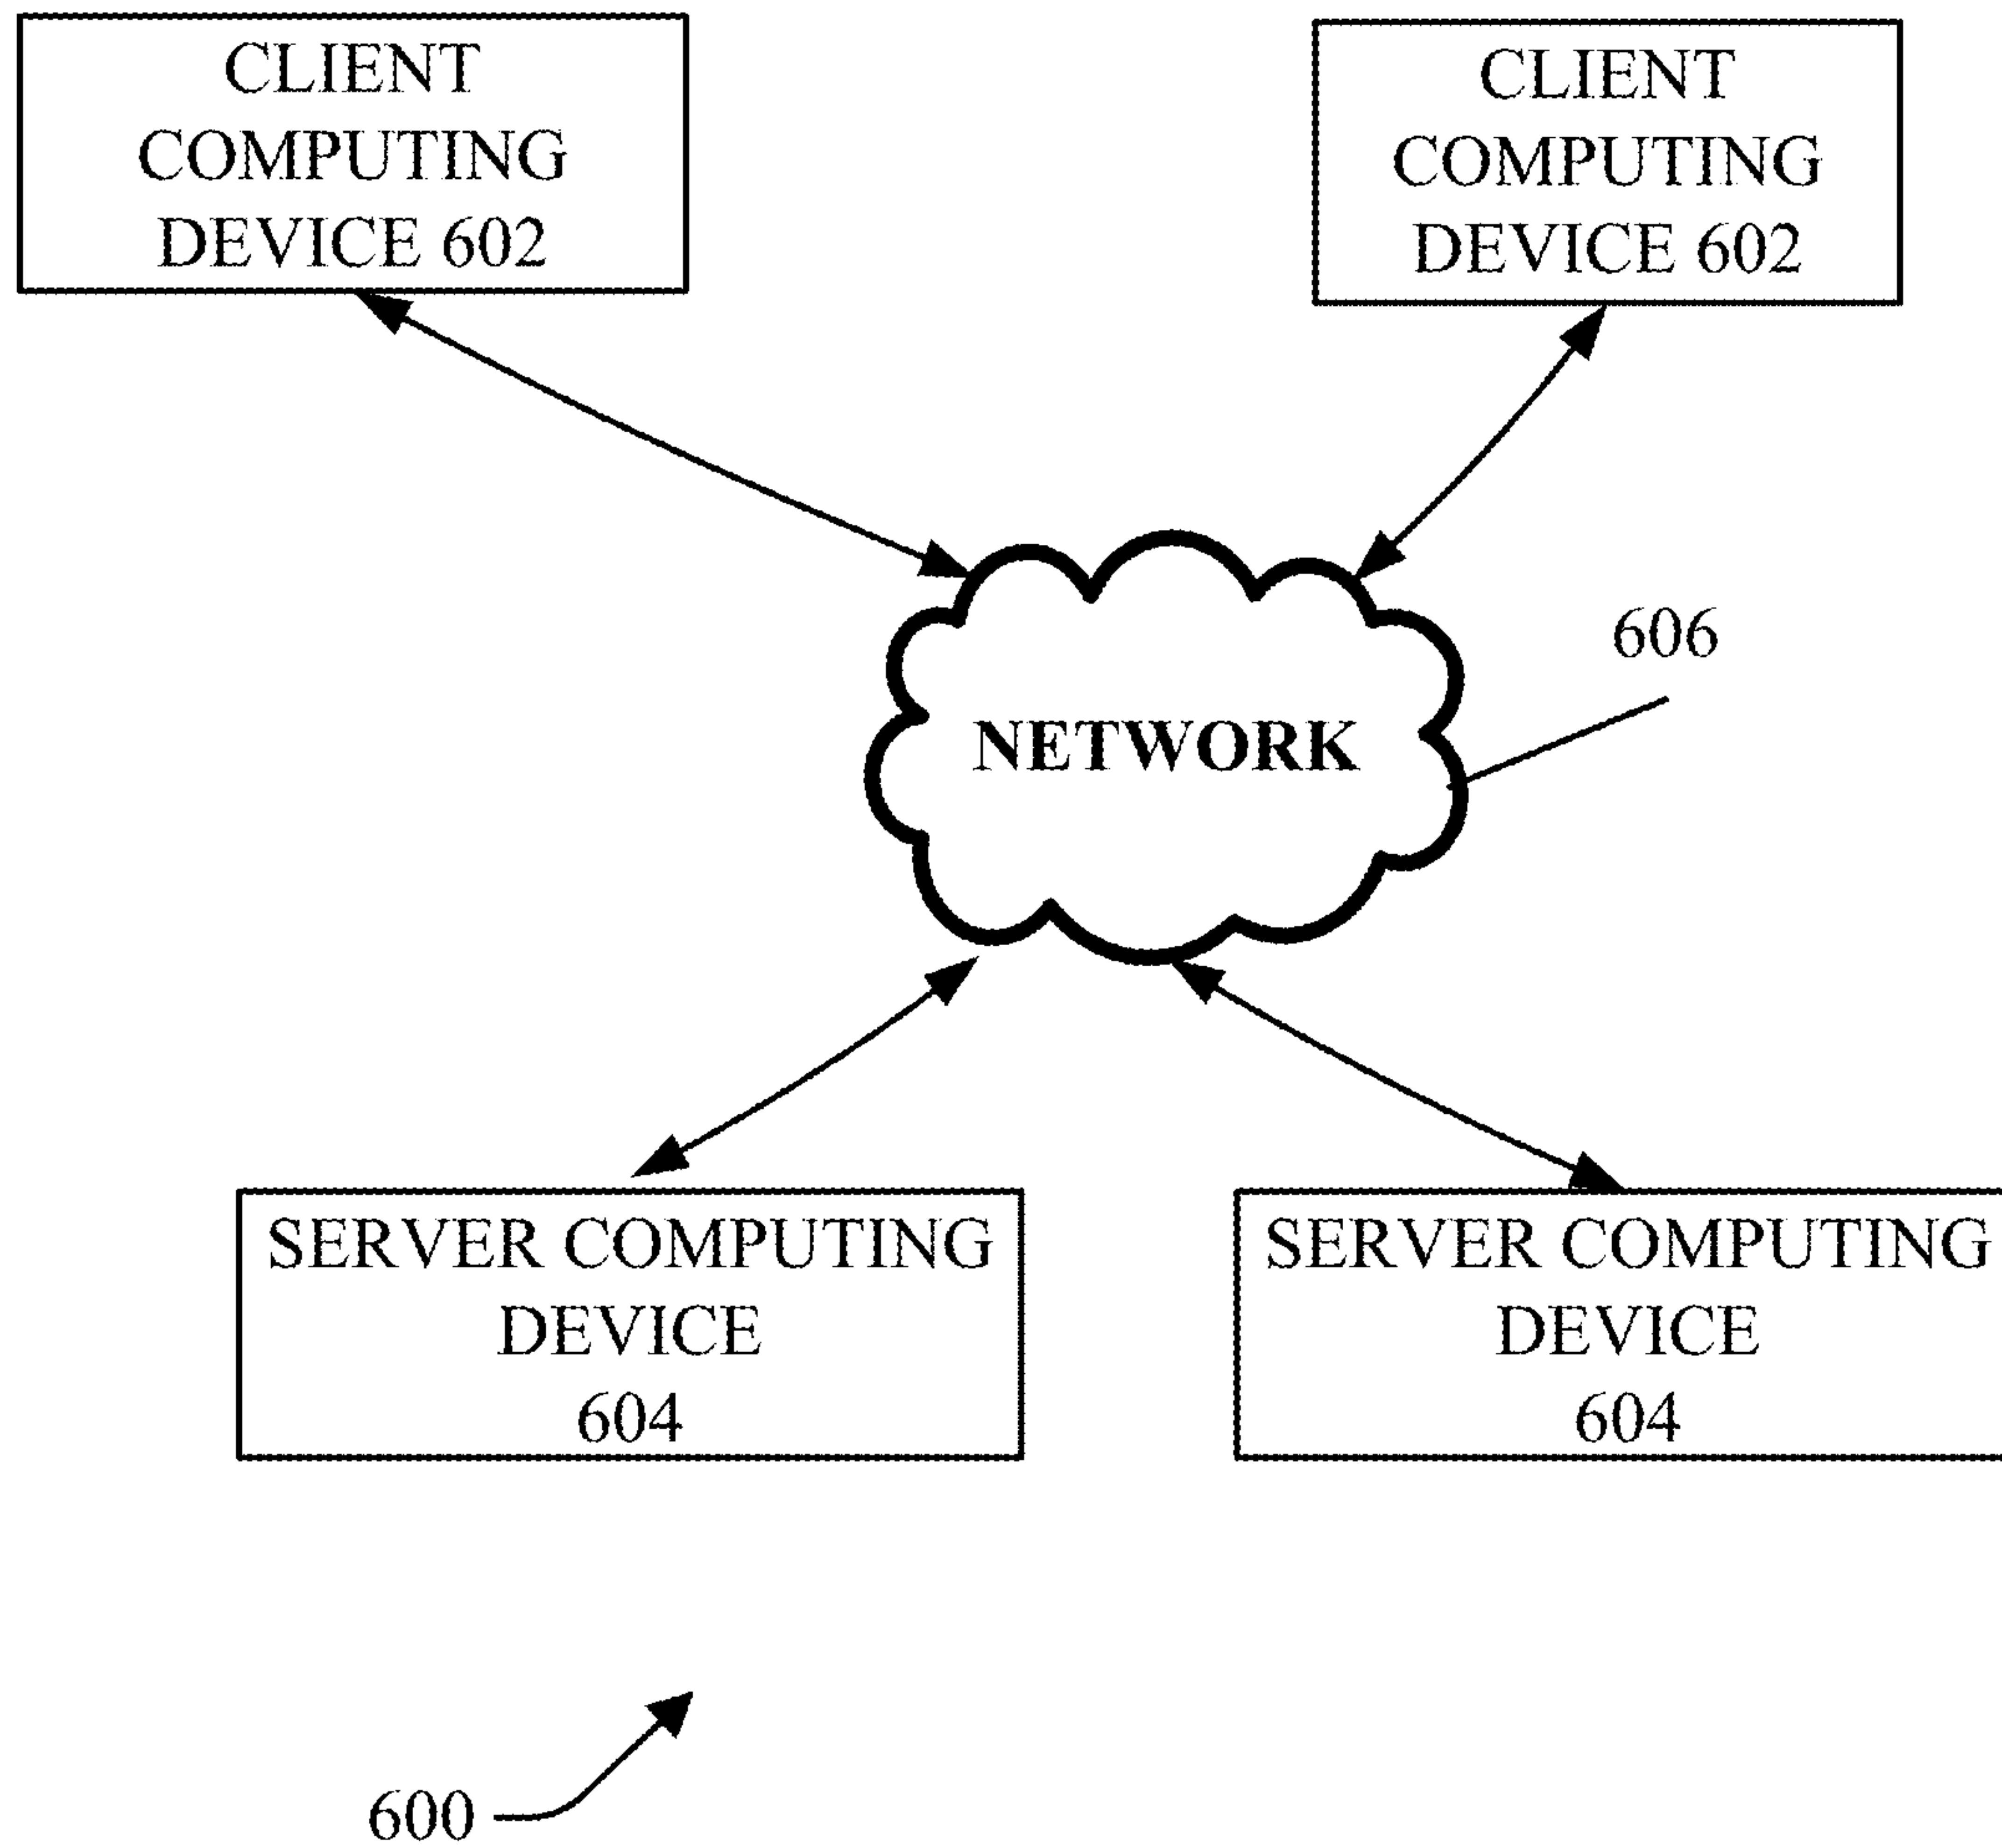 CLIENT
COMPUTING
DEVICE 602
CLIENT
COMPUTING
DEVICE 602
606
NETWORK
SERVER COMPUTING
DEVICE
604
SERVER COMPUTING
DEVICE
604
600